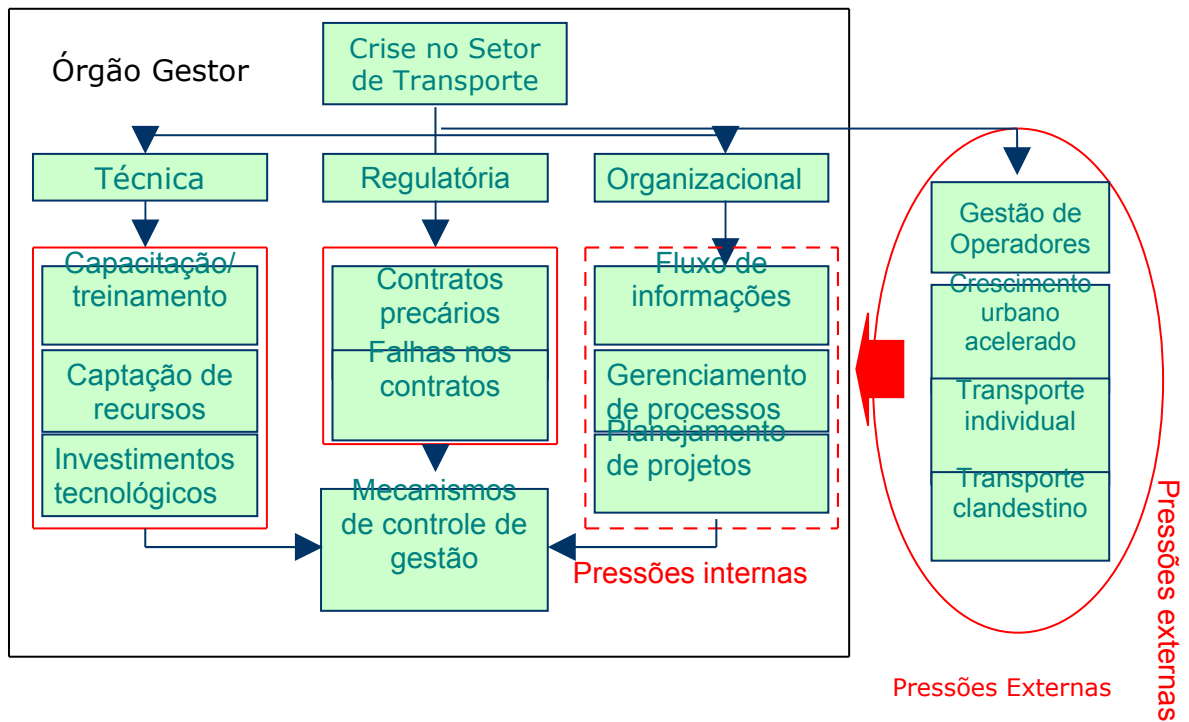 Órgão Gestor
Crise no Setor
de Transporte
Técnica
Regulatória
Organizacional
Capacitação/
treinamento
Captação de
recursos
Investimentos
tecnológicos
Contratos
precários
Falhas nos
contratos
Mecanismos
de controle de
gestão
Fluxo de
informações
Gerenciamento
de processos
Planejamento
de projetos
Pressões internas
Gestão de
Operadores
Crescimento
urbano
acelerado
Transporte
individual
Transporte
clandestino
Pressões externas
Pressões Externas